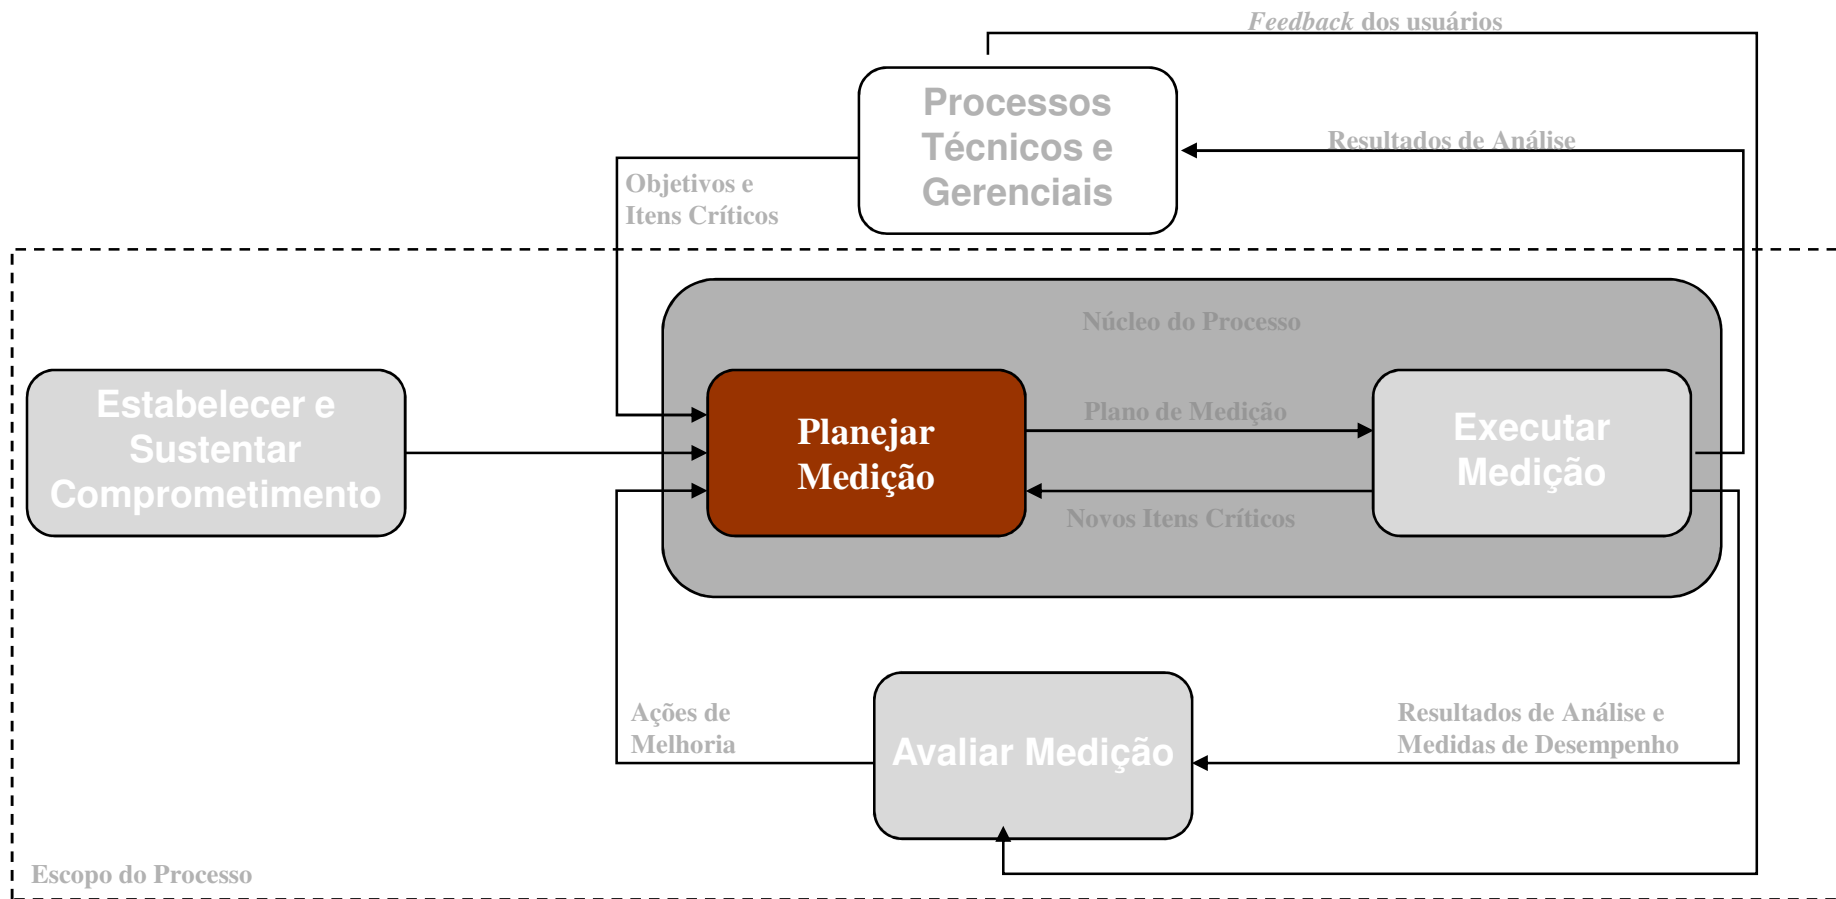 Feedback dos usuários
Processos
Técnicos e
Gerenciais
Resultados de Análise
Objetivos e
Itens Críticos
Núcleo do Processo
Estabelecer e
Sustentar
Comprometimento
Planejar
Medição
Plano de Medição
Novos Itens Críticos
Executar
Medição
Ações de
Melhoria
Avaliar Medição
Resultados de Análise e
Medidas de Desempenho
Escopo do Processo